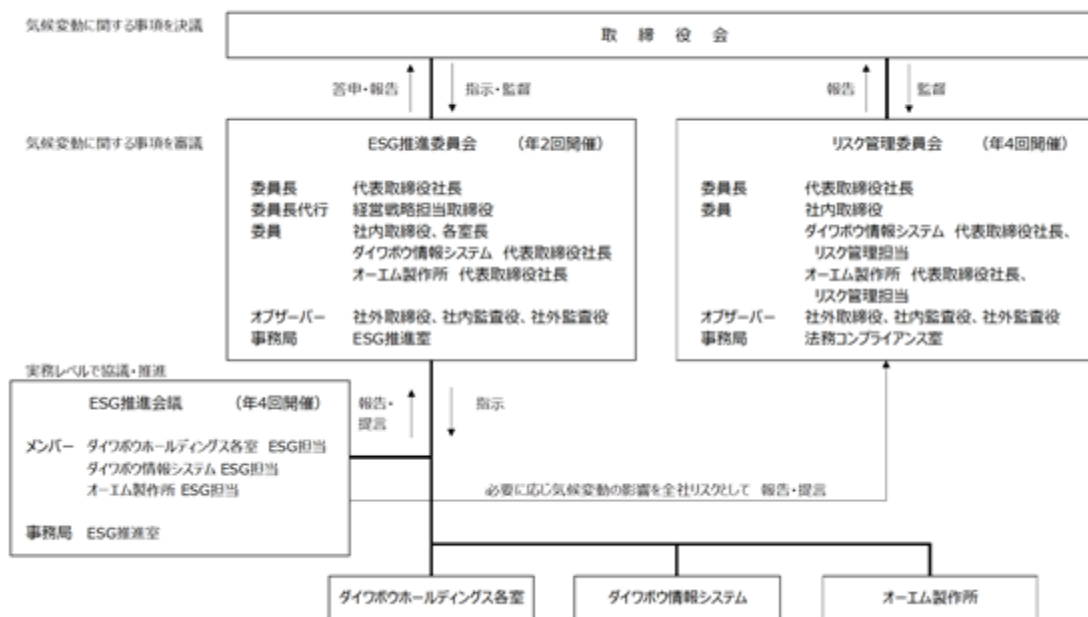 気候変動に関する事項を決議
取 締 役 会
答申・報告
指示・監督
報告
監督
気候変動に関する事項を審議
ESG推進委員会 (年2回開催)
委員長 代表取締役社長
委員長代行 経営戦略担当取締役
委員 社内取締役、各室長
ダイワボウ情報システム 代表取締役社長
オーエム製作所 代表取締役社長
オブザーバー 社外取締役、社内監査役、社外監査役
事務局 ESG推進室
リスク管理委員会 (年4回開催)
委員長 代表取締役社長
委員 社内取締役
ダイワボウ情報システム 代表取締役社長、
リスク管理担当
オーエム製作所 代表取締役社長、
リスク管理担当
オブザーバー 社外取締役、社内監査役、社外監査役
事務局 法務コンプライアンス室
実務レベルで協議・推進
ESG推進会議 (年4回開催)
メンバー ダイワボウホールディングス各室 ESG担当
ダイワボウ情報システム ESG担当
オーエム製作所 ESG担当
事務局 ESG推進室
報告・
提言
指示
必要に応じ気候変動の影響を全社リスクとして 報告・提言
ダイワボウホールディングス各室
ダイワボウ情報システム
オーエム製作所